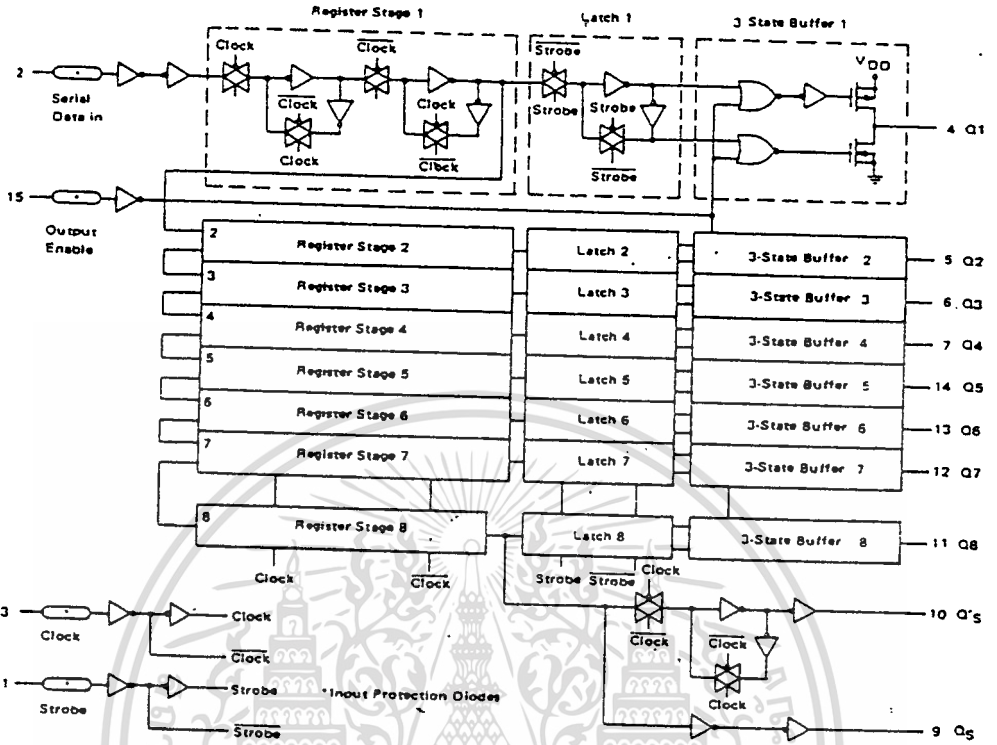 Register Stage 1
Latch 1
3 State Buffer 1
Clock
Clock
Strobe
VDD
2
Serial
Data in
Clock
Clock
Strobe
Strobe
4 Q1
Clock
Clock
Strobe
15
Output
Enable
2
Register Stage 2
Latch 2
3-State Buffer 2
5 Q2
3
Register Stage 3
Latch 3
3-State Buffer 3
6 Q3
4
Register Stage 4
Latch 4
3-State Buffer 4
7 Q4
5
Register Stage 5
Latch 5
3-State Buffer 5
14 Q5
6
Register Stage 6
Latch 6
3-State Buffer 6
13 Q6
7
Register Stage 7
Latch 7
3-State Buffer 7
12 Q7
8
Register Stage 8
Latch 8
3-State Buffer 8
11 Q8
Clock
Clock
Strobe
Strobe
Clock
3
Clock
Clock
Clock
Clock
Clock
Clock
10 Q'S
1
Strobe
Strobe
Strobe
*Input Protection Diodes
9 QS